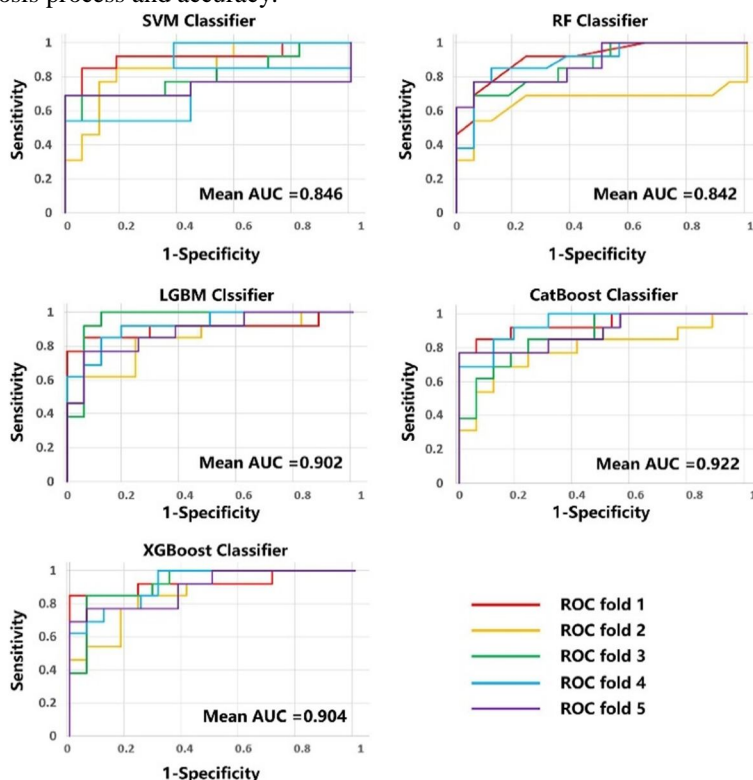 osis process and accuracy.
SVM Classifier
RF Classifier
Sensitivity
1
0.8
0.6
0.4
0.2
0
Mean AUC =0.846
0 0.2 0.4 0.6 0.8 1
1-Specificity
Sensitivity
1
0.8
0.6
0.4
0.2
0
Mean AUC =0.842
0 0.2 0.4 0.6 0.8 1
1-Specificity
LGBM Clssifier
CatBoost Classifier
Sensitivity
1
0.8
0.6
0.4
0.2
0
Mean AUC =0.902
0 0.2 0.4 0.6 0.8 1
1-Specificity
Sensitivity
1
0.8
0.6
0.4
0.2
0
Mean AUC =0.922
0 0.2 0.4 0.6 0.8 1
1-Specificity
XGBoost Classifier
Sensitivity
1
0.8
0.6
0.4
0.2
0
Mean AUC =0.904
0 0.2 0.4 0.6 0.8 1
1-Specificity
ROC fold 1
ROC fold 2
ROC fold 3
ROC fold 4
ROC fold 5